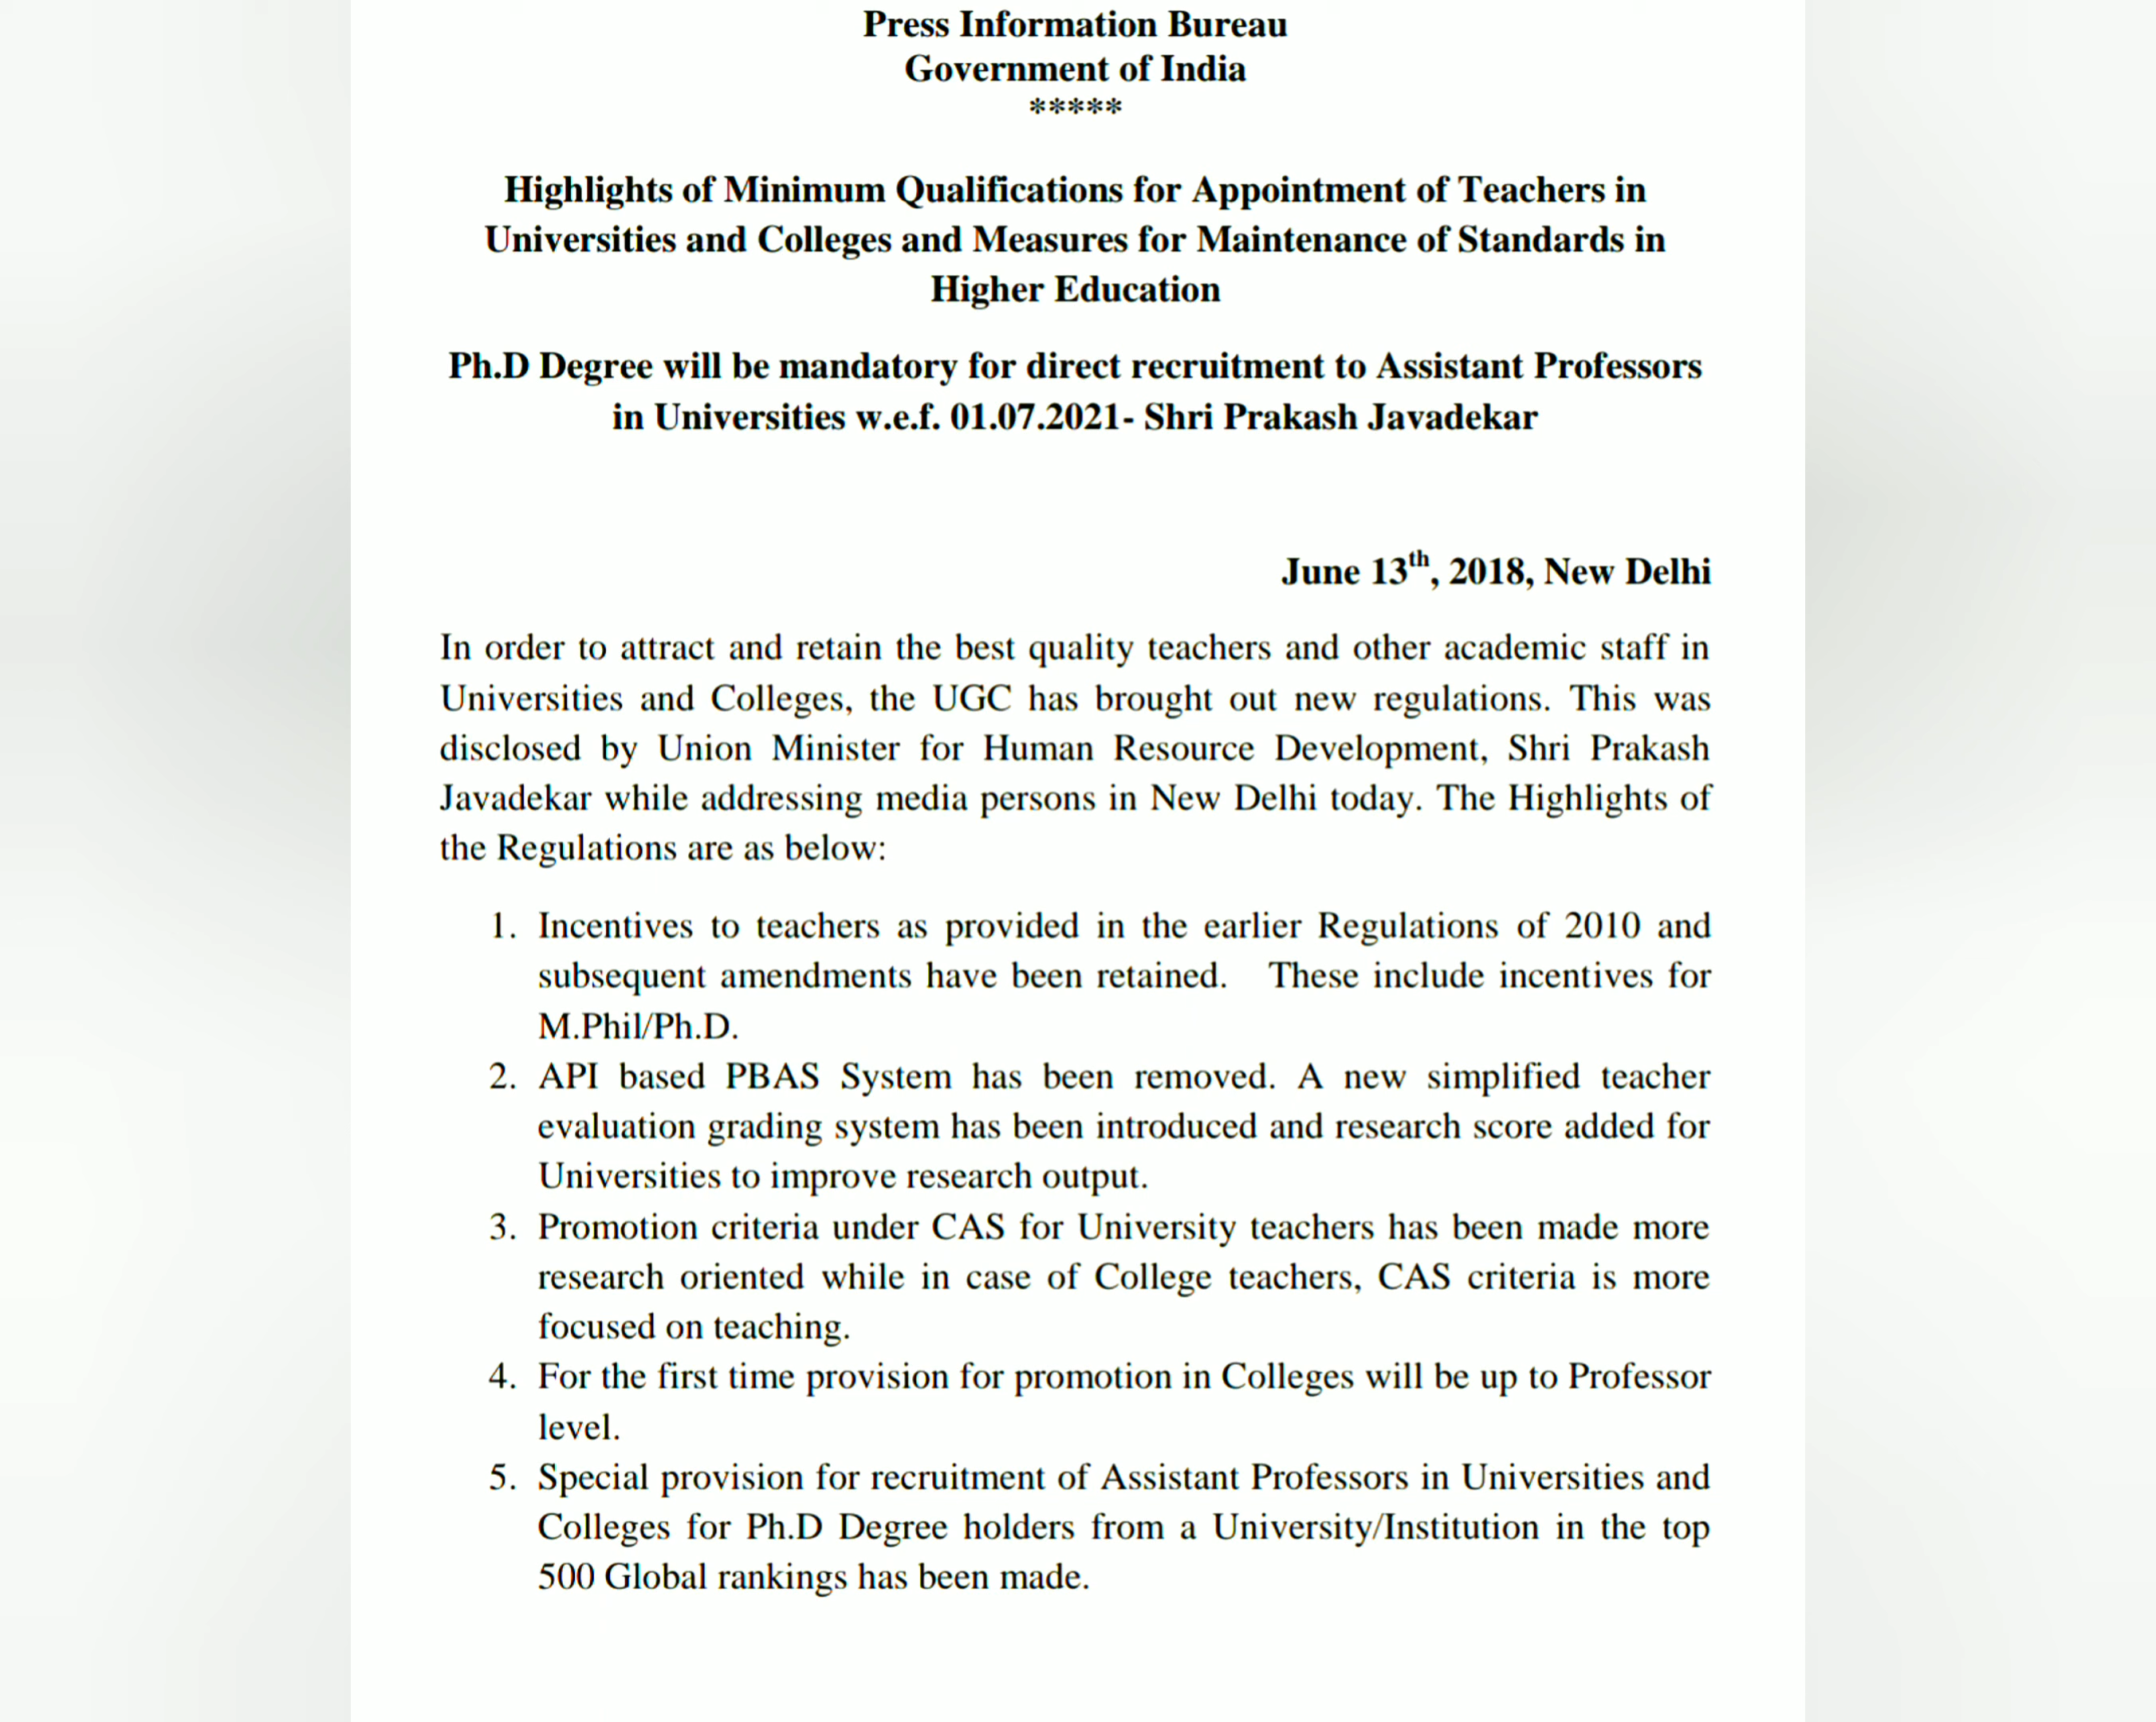 Press Information Bureau
Government of India
*****
Highlights of Minimum Qualifications for Appointment of Teachers in
Universities and Colleges and Measures for Maintenance of Standards in
Higher Education
Ph.D Degree will be mandatory for direct recruitment to Assistant Professors
in Universities w.e.f. 01.07.2021- Shri Prakash Javadekar
June 13th, 2018, New Delhi
In order to attract and retain the best quality teachers and other academic staff in
Universities and Colleges, the UGC has brought out new regulations. This was
disclosed by Union Minister for Human Resource Development, Shri Prakash
Javadekar while addressing media persons in New Delhi today. The Highlights of
the Regulations are as below:
1. Incentives to teachers as provided in the earlier Regulations of 2010 and
subsequent amendments have been retained. These include incentives for
M.Phil/Ph.D.
2. API based PBAS System has been removed. A new simplified teacher
evaluation grading system has been introduced and research score added for
Universities to improve research output.
3. Promotion criteria under CAS for University teachers has been made more
research oriented while in case of College teachers, CAS criteria is more
focused on teaching.
4. For the first time provision for promotion in Colleges will be up to Professor
level.
5. Special provision for recruitment of Assistant Professors in Universities and
Colleges for Ph.D Degree holders from a University/Institution in the top
500 Global rankings has been made.